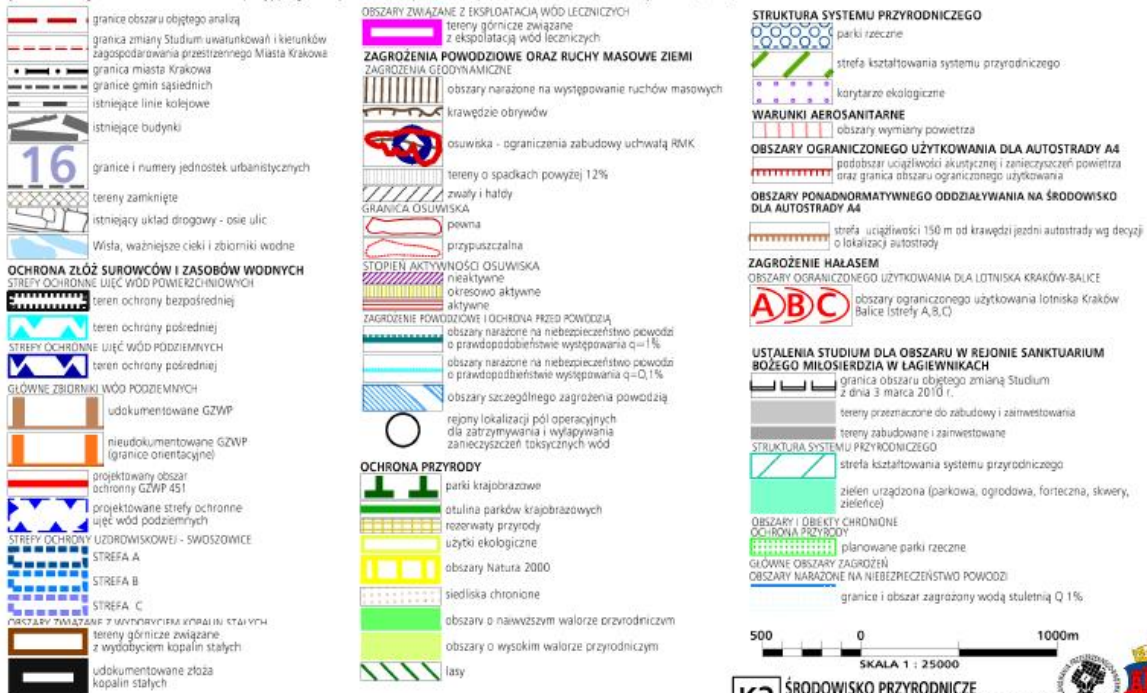 granice obszaru objętego analizą
granica zmiany Studium uwarunkowań i kierunków
zagospodarowania przestrzennego Miasta Krakowa
granica miasta Krakowa
granice gmin sąsiednich
istniejące linie kolejowe
istniejące budynki
16
granice i numery jednostek urbanistycznych
tereny zamknięte
istniejący układ drogowy - osie ulic
Wisła, ważniejsze cieki i zbiorniki wodne
OCHRONA ZŁÓŻ SUROWCÓW I ZASOBÓW WODNYCH
STREFY OCHRONNE UJĘĆ WÓD POWIERZCHNIOWYCH
teren ochrony bezpośredniej
teren ochrony pośredniej
STREFY OCHRONNE UJĘĆ WÓD PODZIEMNYCH
teren ochrony pośredniej
GŁÓWNE ZBIORNIKI WÓD PODZIEMNYCH
udokumentowane GZWP
nieudokumentowane GZWP
(granice orientacyjne)
projektowany obszar
ochronny GZWP 451
projektowane strefy ochronne
ujęć wód podziemnych
STREFY OCHRONY UZDROWISKOWEJ - SWOSZOWICE
STREFA A
STREFA B
STREFA C
OBSZARY ZWIĄZANE Z WYDOBYCIEM KOPALIN STAŁYCH
tereny górnicze związane
z wydobyciem kopalin stałych
udokumentowane złoża
kopalin stałych
OBSZARY ZWIĄZANE Z EKSPLOATACJĄ WÓD LECZNICZYCH
tereny górnicze związane
z ekspolatacją wód leczniczych
ZAGROŻENIA POWODZIOWE ORAZ RUCHY MASOWE ZIEMI
ZAGROŻENIA GEODYNAMICZNE
obszary narażone na występowanie ruchów masowych
krawędzie obrywów
osuwiska - ograniczenia zabudowy uchwałą RMK
tereny o spadkach powyżej 12%
zwały i hałdy
GRANICA OSUWISKA
pewna
przypuszczalna
STOPIEŃ AKTYWNOŚCI OSUWISKA
nieaktywne
okresowo aktywne
aktywne
ZAGROŻENIE POWODZIOWE I OCHRONA PRZED POWODZIĄ
obszary narażone na niebezpieczeństwo powodzi
o prawdopodobieństwie występowania q=1%
obszary narażone na niebezpieczeństwo powodzi
o prawdopodbieństwie występowania q=0,1%
obszary szczególnego zagrożenia powodzią
rejony lokalizacji pól operacyjnych
dla zatrzymywania i wyłapywania
zanieczyszczeń toksycznych wód
OCHRONA PRZYRODY
parki krajobrazowe
otulina parków krajobrazowych
rezerwaty przyrody
użytki ekologiczne
obszary Natura 2000
siedliska chronione
obszary o najwyższym walorze przyrodniczym
obszary o wysokim walorze przyrodniczym
lasy
STRUKTURA SYSTEMU PRZYRODNICZEGO
parki rzeczne
strefa kształtowania systemu przyrodniczego
korytarze ekologiczne
WARUNKI AEROSANITARNE
obszary wymiany powietrza
OBSZARY OGRANICZONEGO UŻYTKOWANIA DLA AUTOSTRADY A4
podobszar uciążliwości akustycznej i zanieczyszczeń powietrza
oraz granica obszaru ograniczonego użytkowania
OBSZARY PONADNORMATYWNEGO ODDZIAŁYWANIA NA ŚRODOWISKO
DLA AUTOSTRADY A4
strefa uciążliwości 150 m od krawędzi jezdni autostrady wg decyzji
o lokalizacji autostrady
ZAGROŻENIE HAŁASEM
OBSZARY OGRANICZONEGO UŻYTKOWANIA DLA LOTNISKA KRAKÓW-BALICE
ABC
obszary ograniczonego użytkowania lotniska Kraków
Balice (strefy A,B,C)
USTALENIA STUDIUM DLA OBSZARU W REJONIE SANKTUARIUM
BOŻEGO MIŁOSIERDZIA W ŁAGIEWNIKACH
granica obszaru objętego zmianą Studium
z dnia 3 marca 2010 r.
tereny przeznaczone do zabudowy i zainwestowania
tereny zabudowane i zainwestowane
STRUKTURA SYSTEMU PRZYRODNICZEGO
strefa kształtowania systemu przyrodniczego
zieleń urządzona (parkowa, ogrodowa, forteczna, skwery,
zieleńce)
OBSZARY I OBIEKTY CHRONIONE
OCHRONA PRZYRODY
planowane parki rzeczne
GŁÓWNE OBSZARY ZAGROŻEŃ
OBSZARY NARAŻONE NA NIEBEZPIECZEŃSTWO POWODZI
granice i obszar zagrożony wodą stuletnią Q 1%
500 0 1000m
SKALA 1 : 25000
ŚRODOWISKO PRZYRODNICZE